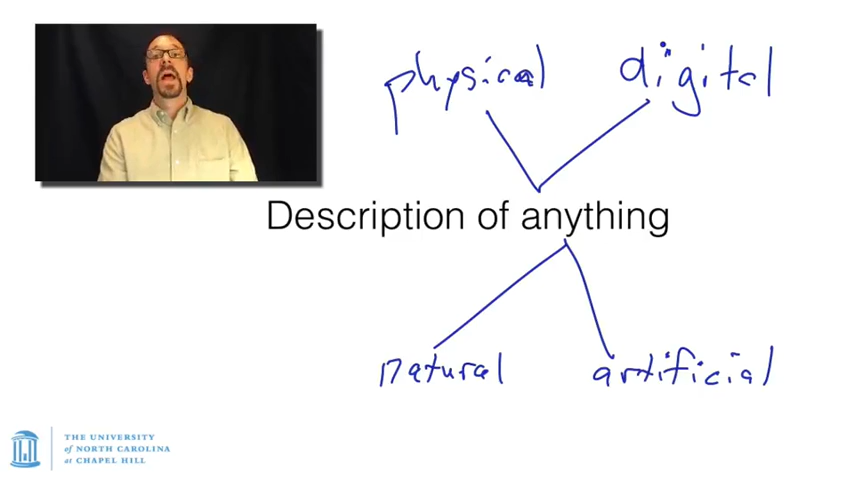 physical digital
Description of anything
natural artificial
THE UNIVERSITY
of NORTH CAROLINA
at CHAPEL HILL